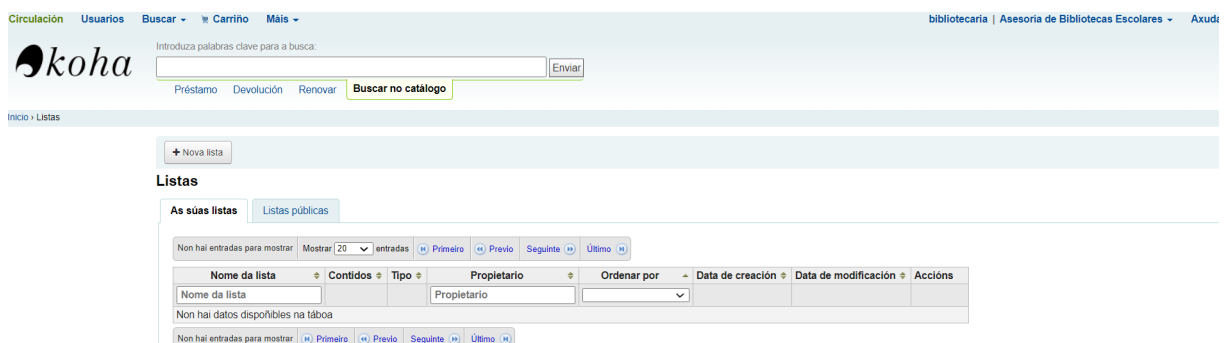 Circulación Usuarios Buscar Carriño Máis bibliotecaria | Asesoria de Bibliotecas Escolares Axuda
koha
Introduza palabras clave para a busca:
Enviar
Préstamo Devolución Renovar Buscar no catálogo
Inicio › Listas
+ Nova lista
Listas
As súas listas Listas públicas
Non hai entradas para mostrar Mostrar 20 entradas Primeiro Previo Seguinte Último
Nome da lista Contidos Tipo Propietario Ordenar por Data de creación Data de modificación Accións
Nome da lista Propietario
Non hai datos dispoñibles na táboa
Non hai entradas para mostrar Primeiro Previo Seguinte Último